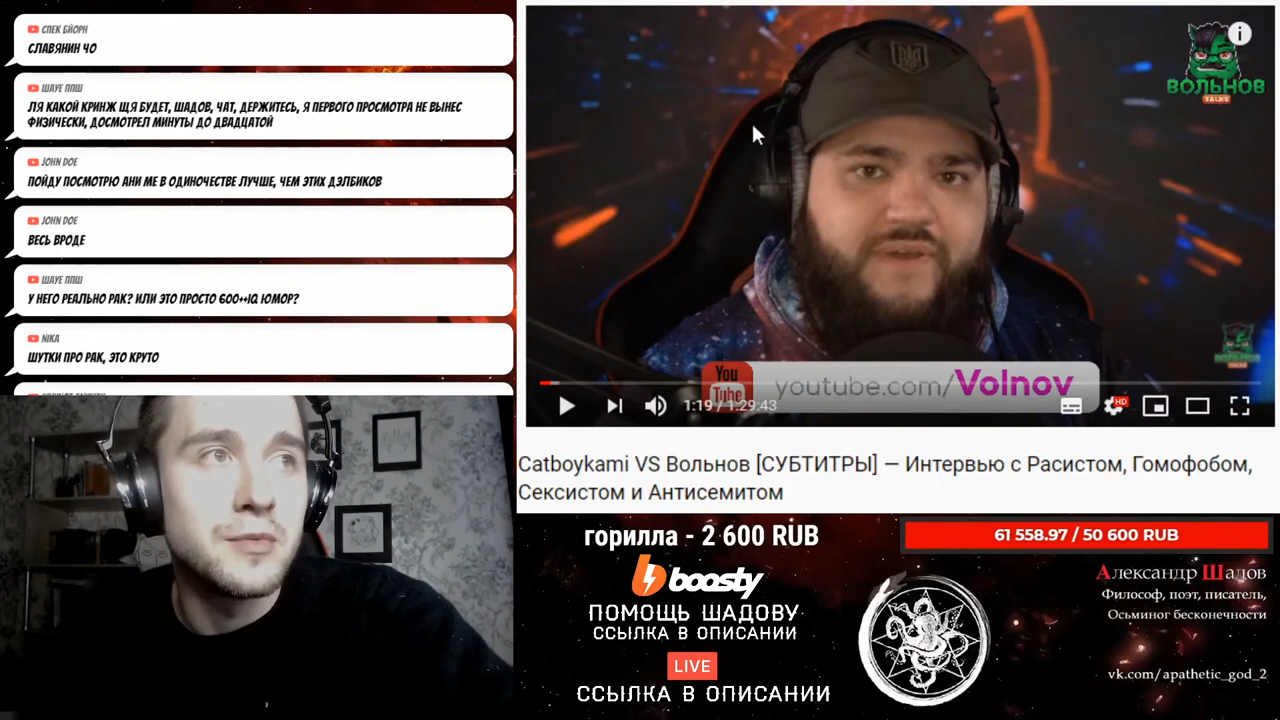 СПЕК БЙОРН
СЛАВЯНИН ЧО
ШАУЕ ППШ
ЛЯ КАКОЙ КРИНЖ ЩЯ БУДЕТ, ШАДОВ, ЧАТ, ДЕРЖИТЕСЬ, Я ПЕРВОГО ПРОСМОТРА НЕ ВЫНЕС
ФИЗИЧЕСКИ, ДОСМОТРЕЛ МИНУТЫ ДО ДВАДЦАТОЙ
JOHN DOE
ПОЙДУ ПОСМОТРЮ АНИ МЕ В ОДИНОЧЕСТВЕ ЛУЧШЕ, ЧЕМ ЭТИХ ДЭЛБИКОВ
JOHN DOE
ВЕСЬ ВРОДЕ
ШАУЕ ППШ
У НЕГО РЕАЛЬНО РАК? ИЛИ ЭТО ПРОСТО 600++IQ ЮМОР?
NIKA
ШУТКИ ПРО РАК, ЭТО КРУТО
ВОЛЬНОВ
TALKS
You
Tube
youtube.com/Volnov
1:19 / 1:29:43
HD
Catboykami VS Вольнов [СУБТИТРЫ] — Интервью с Расистом, Гомофобом,
Сексистом и Антисемитом
горилла - 2 600 RUB
boosty
ПОМОЩЬ ШАДОВУ
ССЫЛКА В ОПИСАНИИ
LIVE
ССЫЛКА В ОПИСАНИИ
61 558.97 / 50 600 RUB
Александр Шадов
Философ, поэт, писатель,
Осьминог бесконечности
vk.com/apathetic_god_2